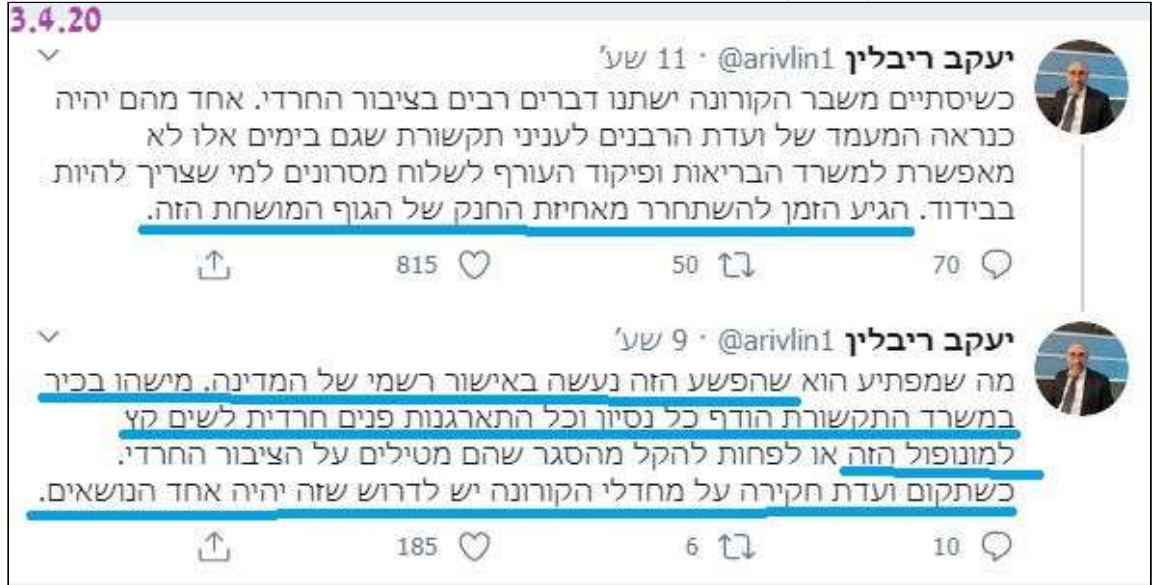 3.4.20
יעקב ריבלין @arivlin1 · 11 שע׳
כשיסתיים משבר הקורונה ישתנו דברים רבים בציבור החרדי. אחד מהם יהיה
כנראה המעמד של ועדת הרבנים לעניני תקשורת שגם בימים אלו לא
מאפשרת למשרד הבריאות ופיקוד העורף לשלוח מסרונים למי שצריך להיות
בבידוד. הגיע הזמן להשתחרר מאחיזת החנק של הגוף המושחת הזה.
70 50 815
יעקב ריבלין @arivlin1 · 9 שע׳
מה שמפתיע הוא שהפשע הזה נעשה באישור רשמי של המדינה. מישהו בכיר
במשרד התקשורת הודף כל נסיון וכל התארגנות פנים חרדית לשים קץ
למונופול הזה או לפחות להקל מהסגר שהם מטילים על הציבור החרדי.
כשתקום ועדת חקירה על מחדלי הקורונה יש לדרוש שזה יהיה אחד הנושאים.
10 6 185